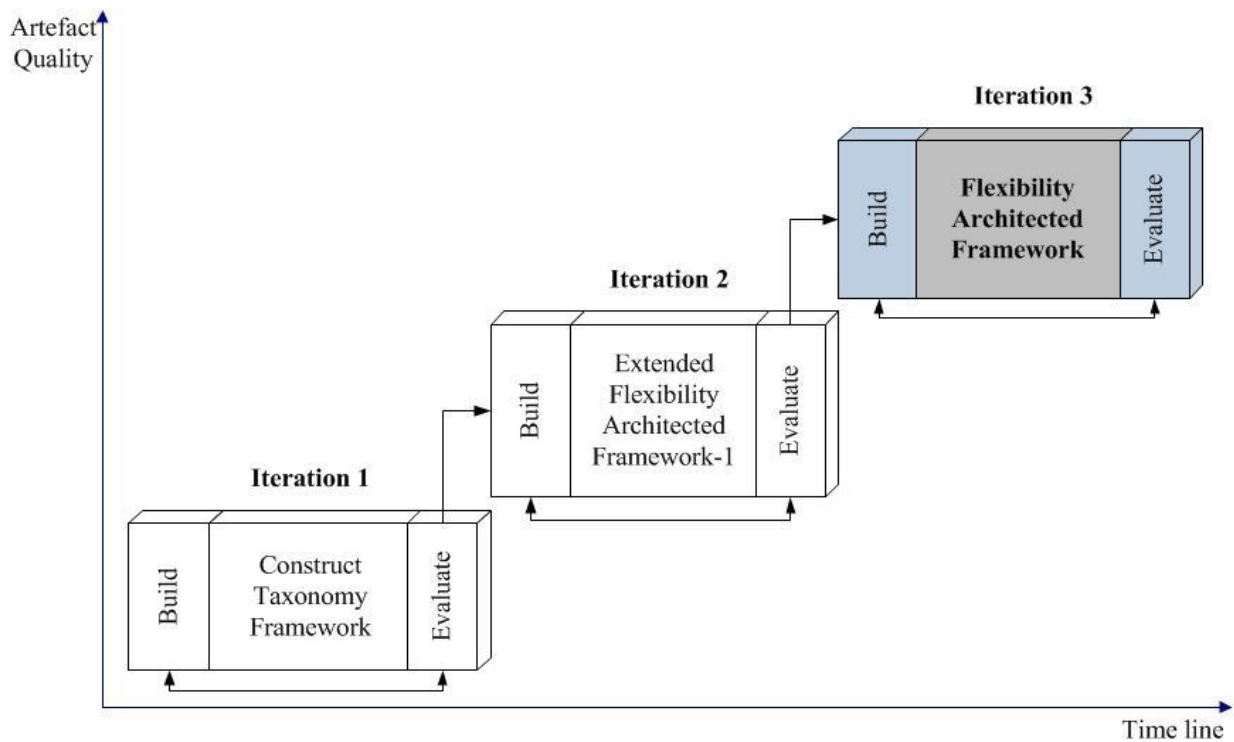 Artefact
Quality
Iteration 3
Build
Flexibility
Architected
Framework
Evaluate
Iteration 2
Build
Extended
Flexibility
Architected
Framework-1
Evaluate
Iteration 1
Build
Construct
Taxonomy
Framework
Evaluate
Time line